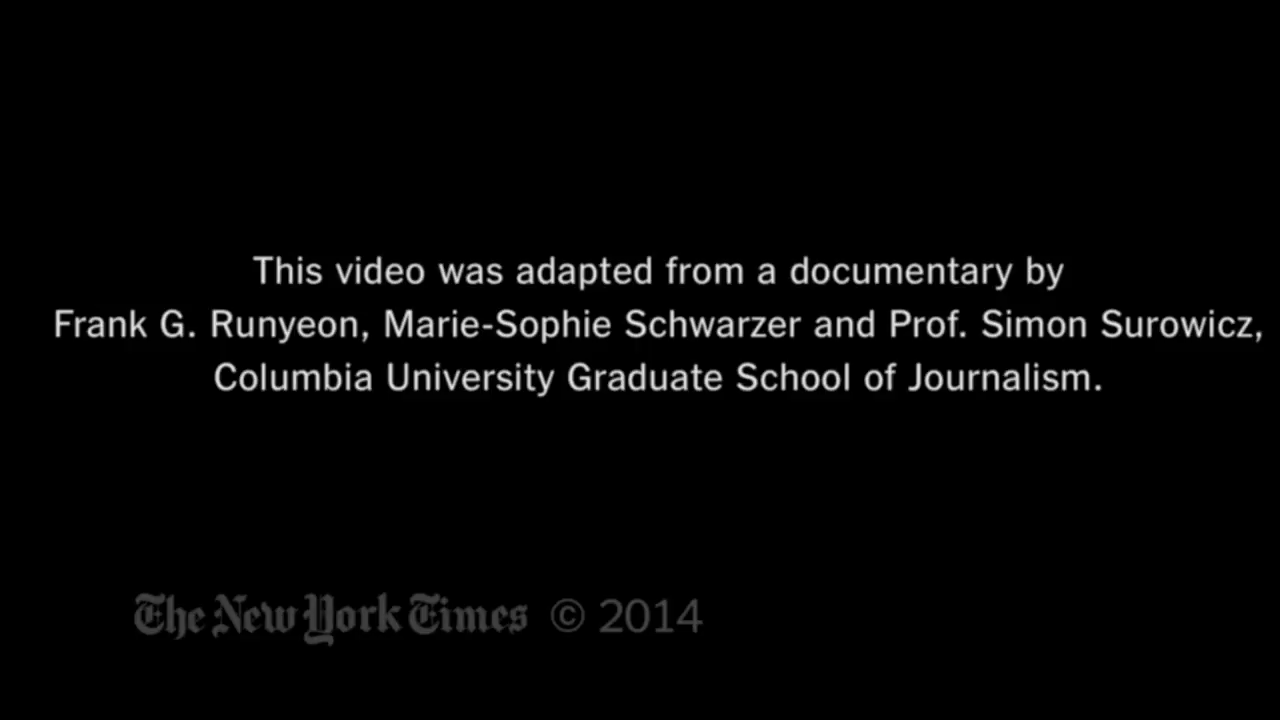 This video was adapted from a documentary by
Frank G. Runyeon, Marie-Sophie Schwarzer and Prof. Simon Surowicz,
Columbia University Graduate School of Journalism.
The New York Times © 2014